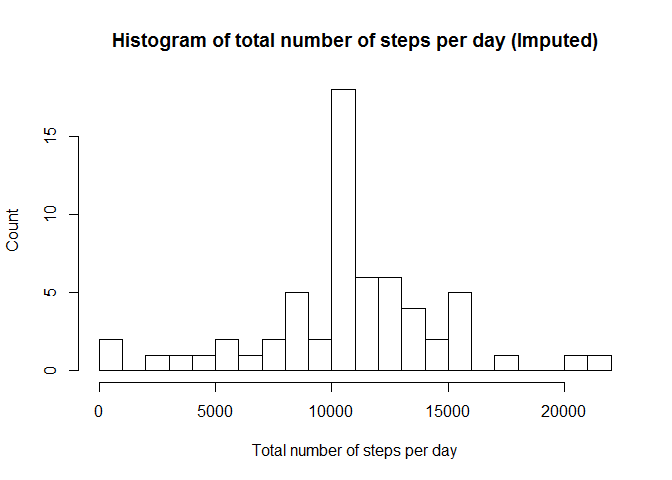 Histogram of total number of steps per day (Imputed)
Count
15
10
5
0
0 5000 10000 15000 20000
Total number of steps per day